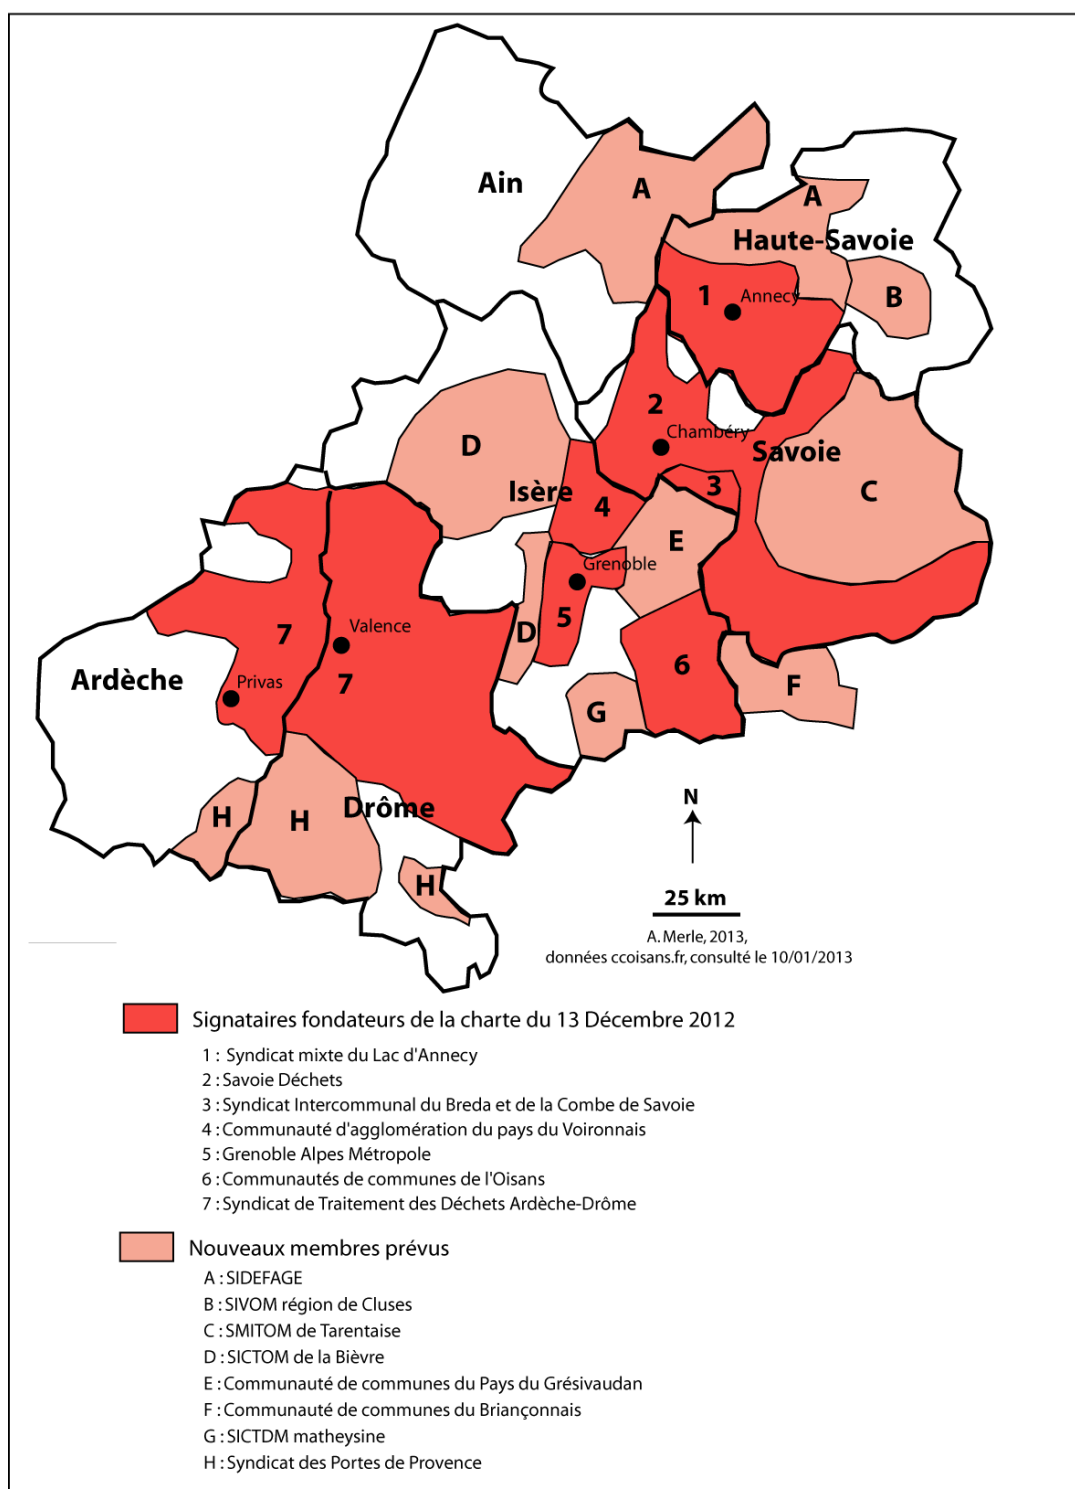 A
Ain
A
Haute-Savoie
1
Annecy
B
2
Chambéry
D
Savoie
3
Isère
C
4
E
Grenoble
5
Valence
7
D
6
Ardèche
Privas
7
F
G
N
H
H
Drôme
H
25 km
A. Merle, 2013,
données ccoisans.fr, consulté le 10/01/2013
Signataires fondateurs de la charte du 13 Décembre 2012
1 : Syndicat mixte du Lac d'Annecy
2 : Savoie Déchets
3 : Syndicat Intercommunal du Breda et de la Combe de Savoie
4 : Communauté d'agglomération du pays du Voironnais
5 : Grenoble Alpes Métropole
6 : Communautés de communes de l'Oisans
7 : Syndicat de Traitement des Déchets Ardèche-Drôme
Nouveaux membres prévus
A : SIDEFAGE
B : SIVOM région de Cluses
C : SMITOM de Tarentaise
D : SICTOM de la Bièvre
E : Communauté de communes du Pays du Grésivaudan
F : Communauté de communes du Briançonnais
G : SICTDM matheysine
H : Syndicat des Portes de Provence